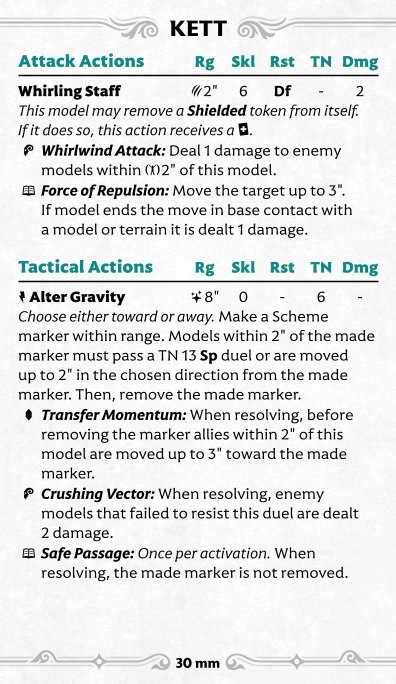 KETT
Attack Actions Rg Skl Rst TN Dmg
Whirling Staff 2" 6 Df - 2
This model may remove a Shielded token from itself.
If it does so, this action receives a .
Whirlwind Attack: Deal 1 damage to enemy
models within 2" of this model.
Force of Repulsion: Move the target up to 3".
If model ends the move in base contact with
a model or terrain it is dealt 1 damage.
Tactical Actions Rg Skl Rst TN Dmg
Alter Gravity 8" 0 - 6 -
Choose either toward or away. Make a Scheme
marker within range. Models within 2" of the made
marker must pass a TN 13 Sp duel or are moved
up to 2" in the chosen direction from the made
marker. Then, remove the made marker.
Transfer Momentum: When resolving, before
removing the marker allies within 2" of this
model are moved up to 3" toward the made
marker.
Crushing Vector: When resolving, enemy
models that failed to resist this duel are dealt
2 damage.
Safe Passage: Once per activation. When
resolving, the made marker is not removed.
30 mm